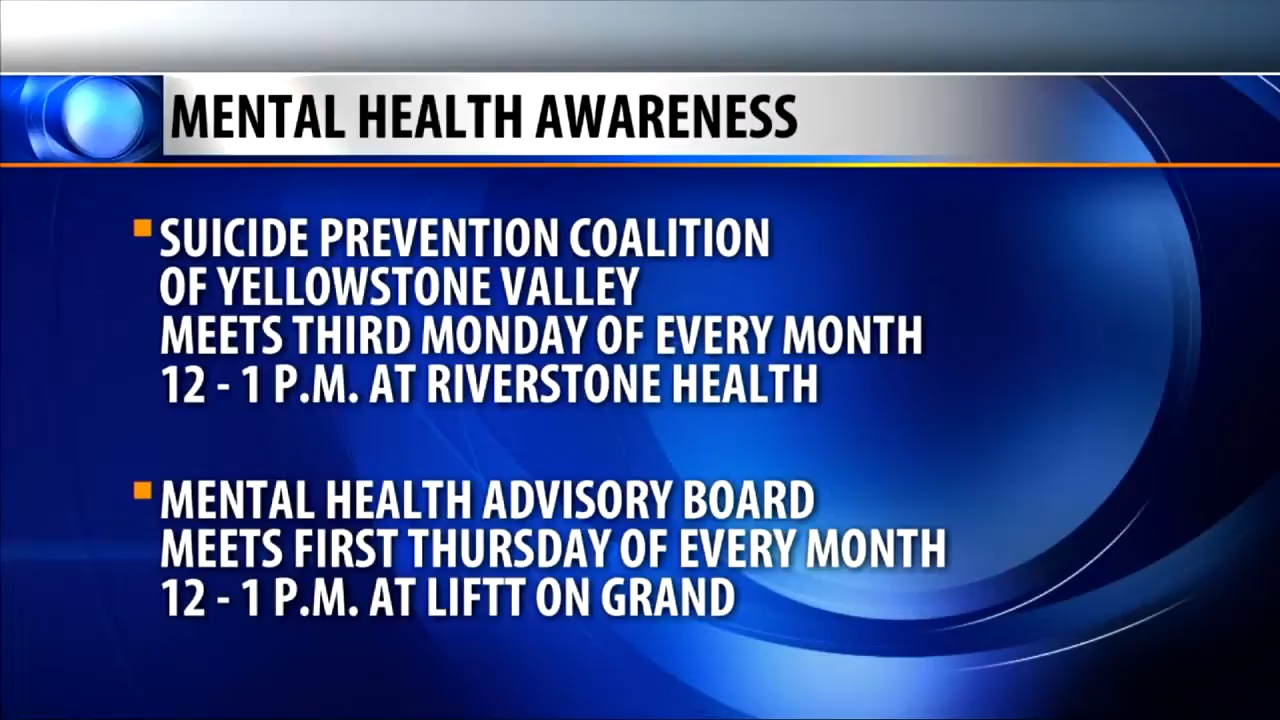 MENTAL HEALTH AWARENESS
SUICIDE PREVENTION COALITION
OF YELLOWSTONE VALLEY
MEETS THIRD MONDAY OF EVERY MONTH
12 - 1 P.M. AT RIVERSTONE HEALTH
MENTAL HEALTH ADVISORY BOARD
MEETS FIRST THURSDAY OF EVERY MONTH
12 - 1 P.M. AT LIFTT ON GRAND